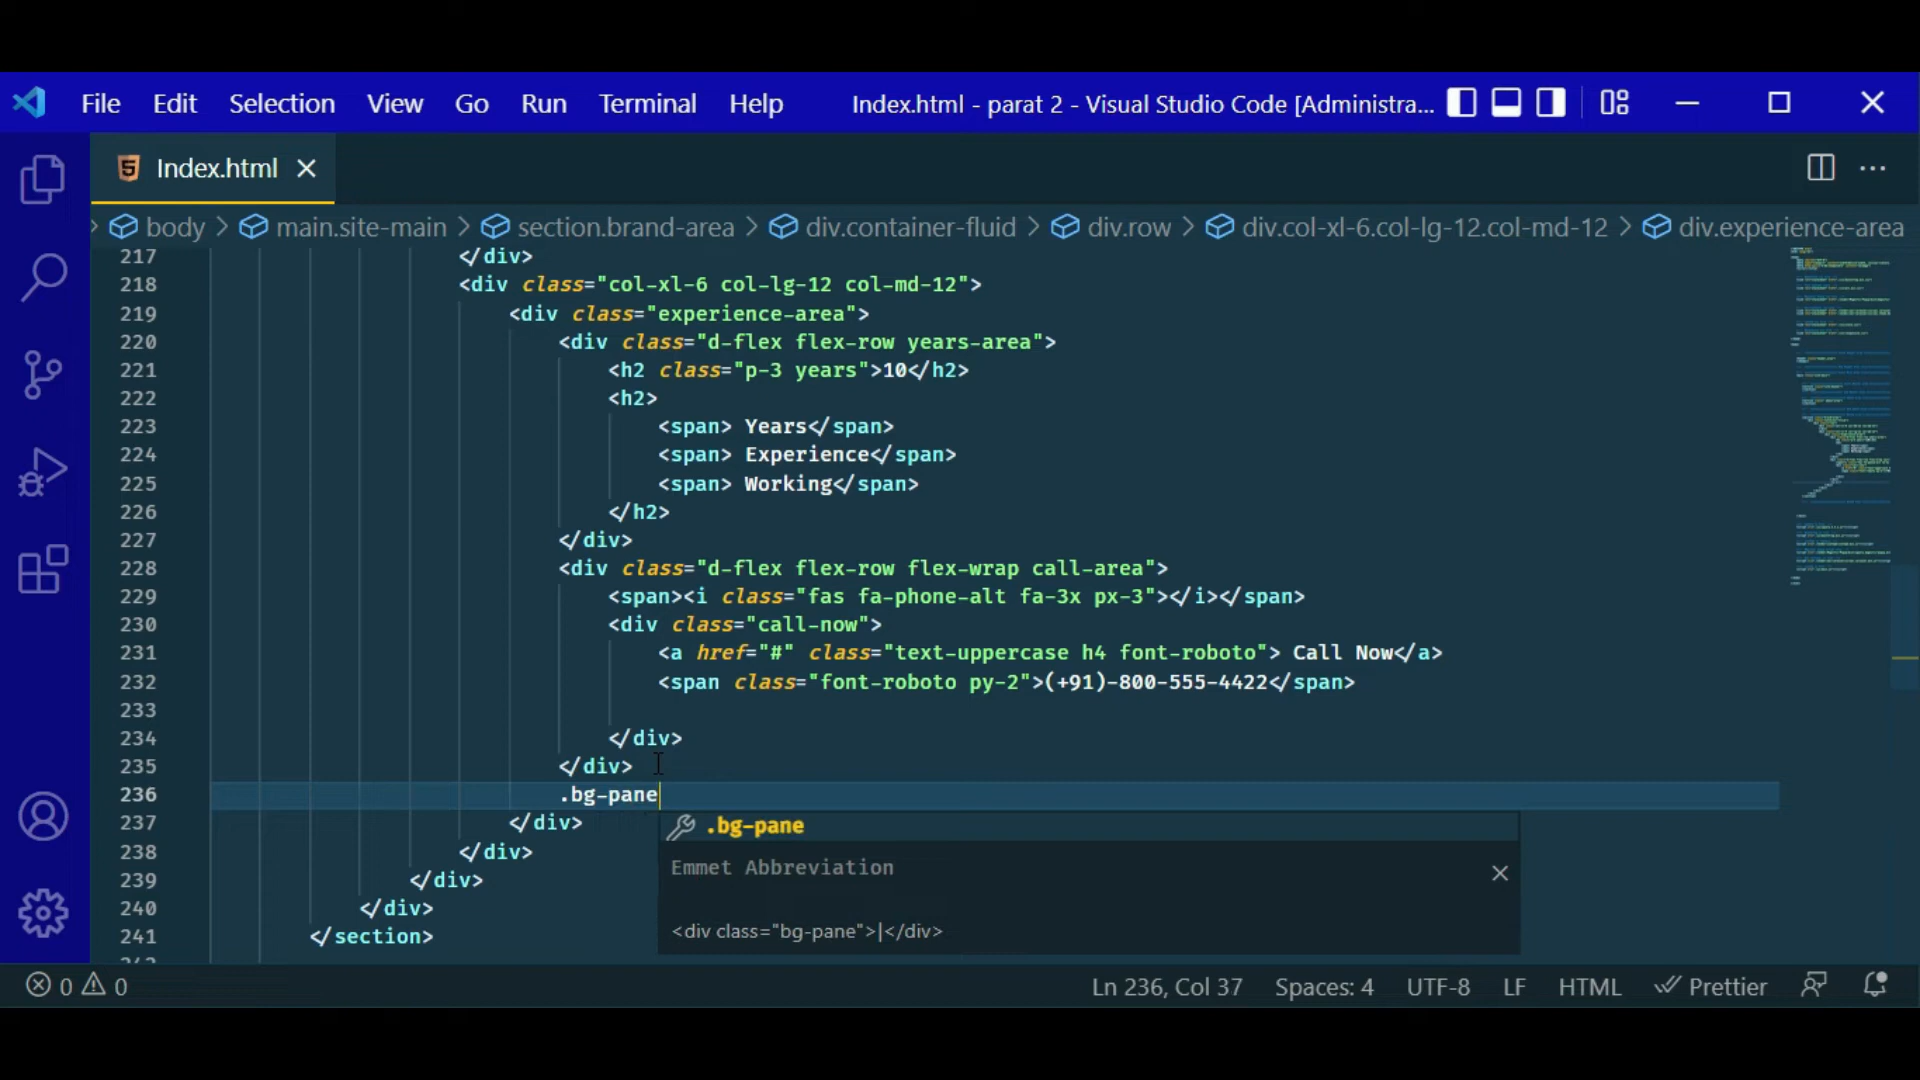 File Edit Selection View Go Run Terminal Help Index.html - parat 2 - Visual Studio Code [Administra...
Index.html
body > main.site-main > section.brand-area > div.container-fluid > div.row > div.col-xl-6.col-lg-12.col-md-12 > div.experience-area
217 </div>
218 <div class="col-xl-6 col-lg-12 col-md-12">
219 <div class="experience-area">
220 <div class="d-flex flex-row years-area">
221 <h2 class="p-3 years">10</h2>
222 <h2>
223 <span> Years</span>
224 <span> Experience</span>
225 <span> Working</span>
226 </h2>
227 </div>
228 <div class="d-flex flex-row flex-wrap call-area">
229 <span><i class="fas fa-phone-alt fa-3x px-3"></i></span>
230 <div class="call-now">
231 <a href="#" class="text-uppercase h4 font-roboto"> Call Now</a>
232 <span class="font-roboto py-2">(+91)-800-555-4422</span>
233
234 </div>
235 </div>
236 .bg-pane
237 </div>
.bg-pane
238 </div>
Emmet Abbreviation
239 </div>
240 </div>
<div class="bg-pane">|</div>
241 </section>
0 0 Ln 236, Col 37 Spaces: 4 UTF-8 LF HTML Prettier